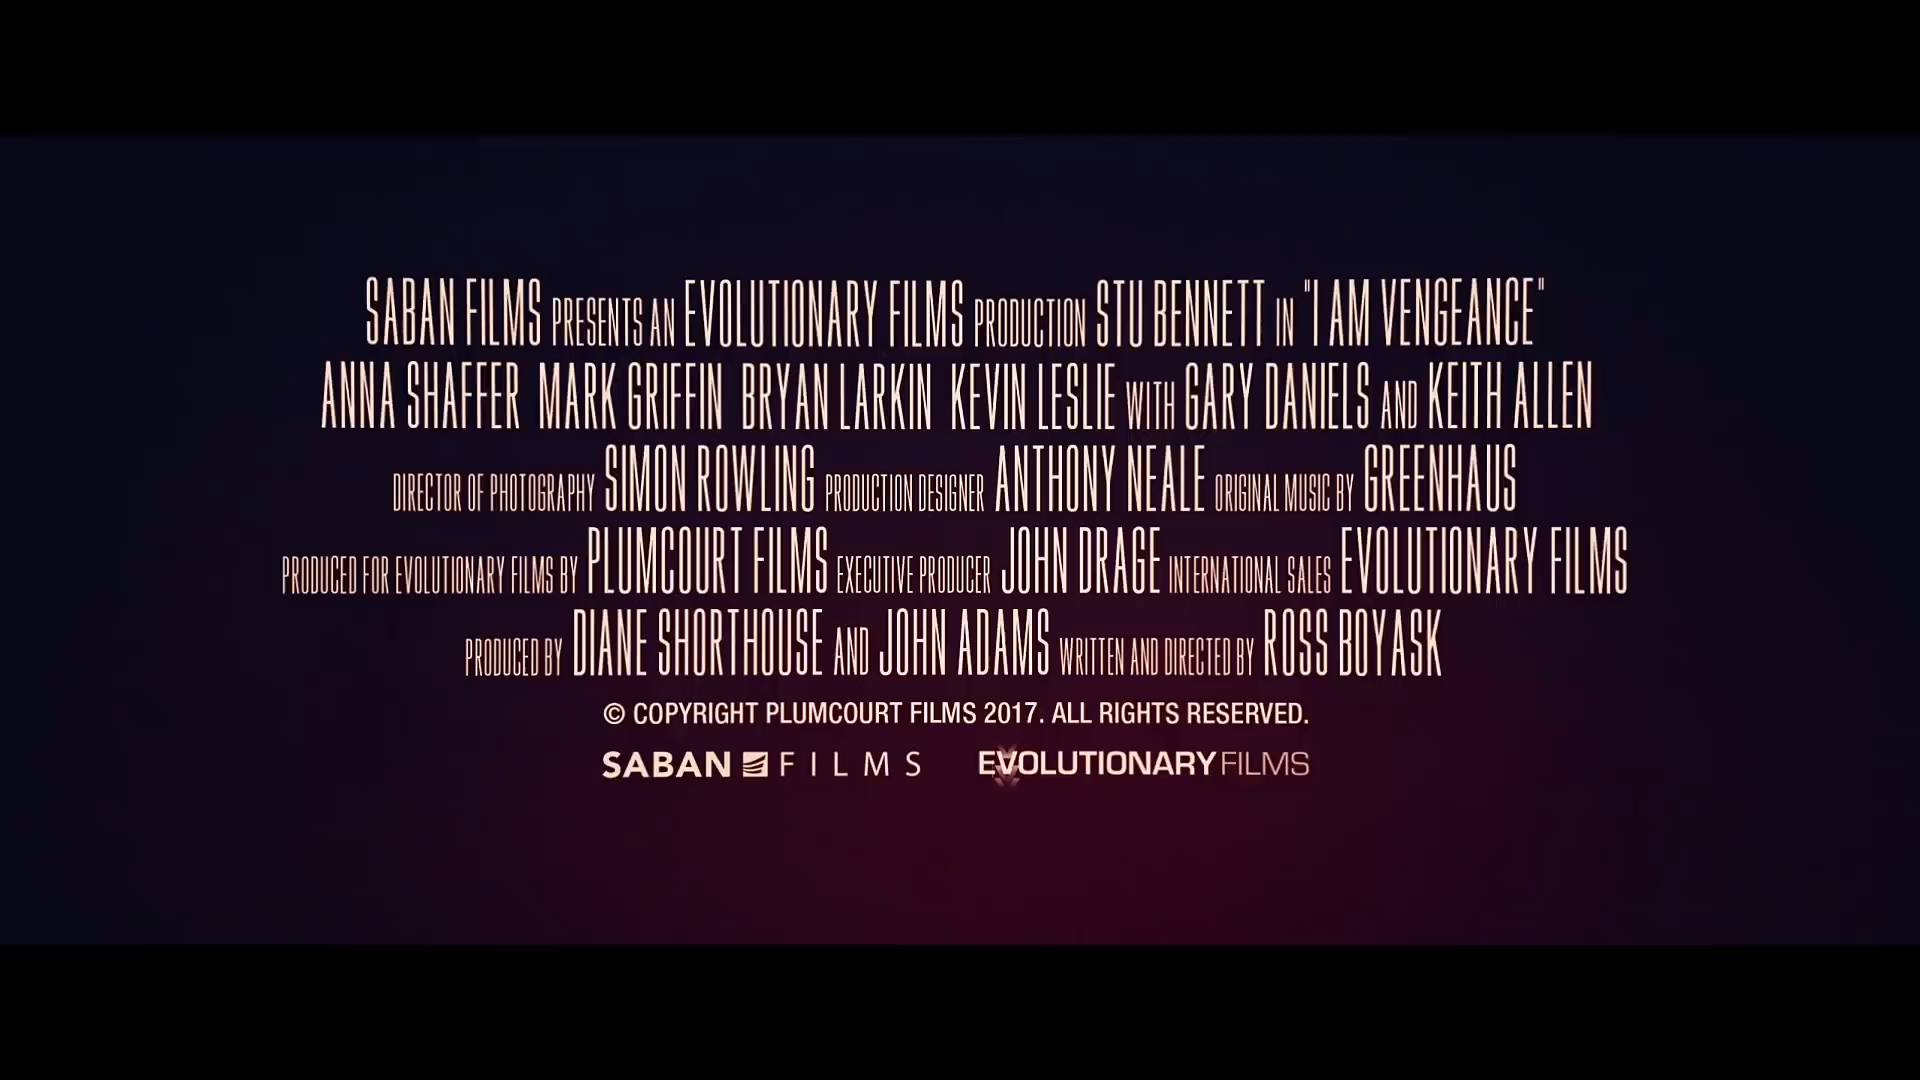 SABAN FILMS PRESENTS AN EVOLUTIONARY FILMS PRODUCTION STU BENNETT IN "I AM VENGEANCE"
ANNA SHAFFER MARK GRIFFIN BRYAN LARKIN KEVIN LESLIE WITH GARY DANIELS AND KEITH ALLEN
DIRECTOR OF PHOTOGRAPHY SIMON ROWLING PRODUCTION DESIGNER ANTHONY NEALE ORIGINAL MUSIC BY GREENHAUS
PRODUCED FOR EVOLUTIONARY FILMS BY PLUMCOURT FILMS EXECUTIVE PRODUCER JOHN DRAGE INTERNATIONAL SALES EVOLUTIONARY FILMS
PRODUCED BY DIANE SHORTHOUSE AND JOHN ADAMS WRITTEN AND DIRECTED BY ROSS BOYASK
© COPYRIGHT PLUMCOURT FILMS 2017. ALL RIGHTS RESERVED.
SABAN FILMS EVOLUTIONARY FILMS